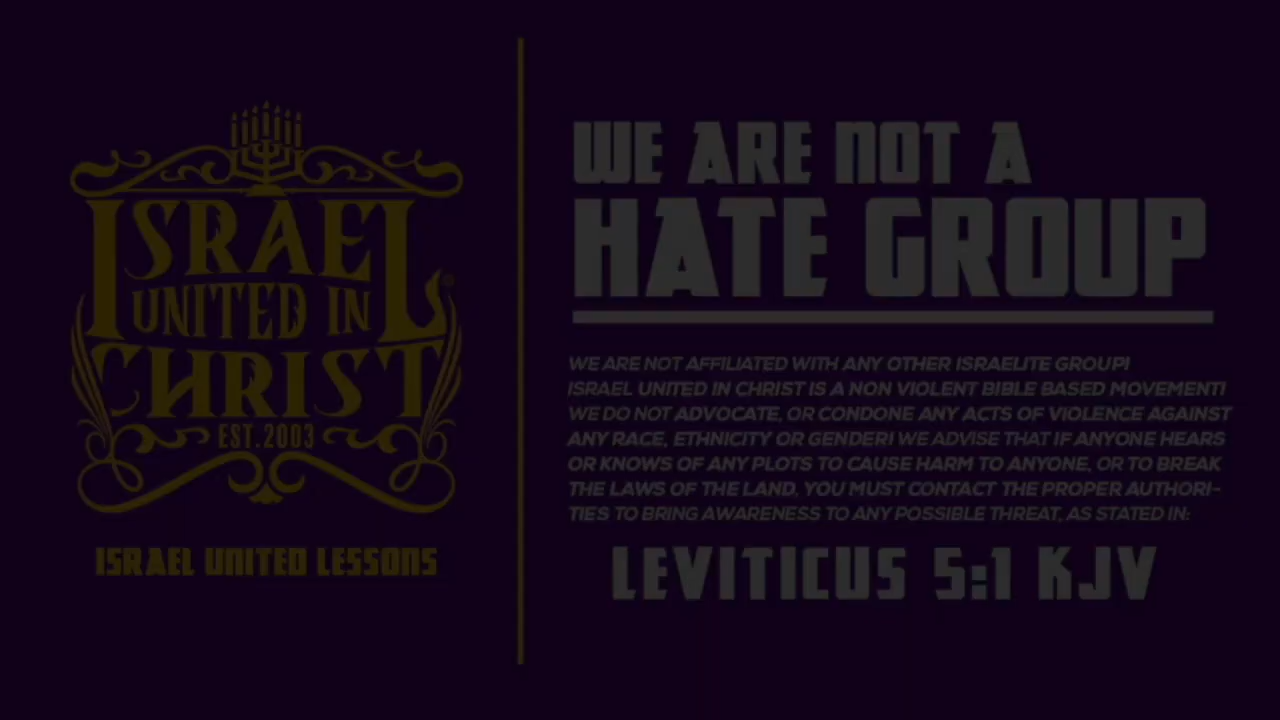 ISRAEL
UNITED IN
CHRIST
EST.2003
ISRAEL UNITED LESSONS
WE ARE NOT A
HATE GROUP
WE ARE NOT AFFILIATED WITH ANY OTHER ISRAELITE GROUP!
ISRAEL UNITED IN CHRIST IS A NON VIOLENT BIBLE BASED MOVEMENT!
WE DO NOT ADVOCATE, OR CONDONE ANY ACTS OF VIOLENCE AGAINST
ANY RACE, ETHNICITY OR GENDER! WE ADVISE THAT IF ANYONE HEARS
OR KNOWS OF ANY PLOTS TO CAUSE HARM TO ANYONE, OR TO BREAK
THE LAWS OF THE LAND, YOU MUST CONTACT THE PROPER AUTHORI-
TIES TO BRING AWARENESS TO ANY POSSIBLE THREAT, AS STATED IN:
LEVITICUS 5:1 KJV